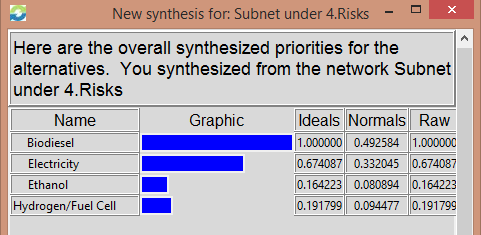 New synthesis for: Subnet under 4.Risks
Here are the overall synthesized priorities for the
alternatives. You synthesized from the network Subnet
under 4.Risks
Name Graphic Ideals Normals Raw
Biodiesel 1.000000 0.492584 1.000000
Electricity 0.674087 0.332045 0.674087
Ethanol 0.164223 0.080894 0.164223
Hydrogen/Fuel Cell 0.191799 0.094477 0.191799